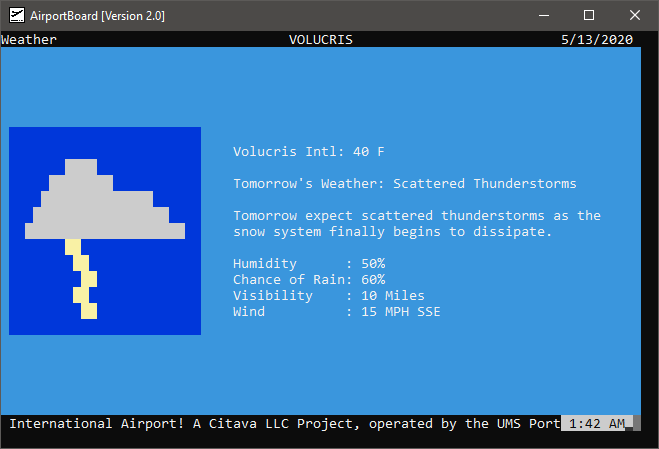 AirportBoard [Version 2.0]
Weather VOLUCRIS 5/13/2020
Volucris Intl: 40 F
Tomorrow's Weather: Scattered Thunderstorms
Tomorrow expect scattered thunderstorms as the
snow system finally begins to dissipate.
Humidity : 50%
Chance of Rain: 60%
Visibility : 10 Miles
Wind : 15 MPH SSE
International Airport! A Citava LLC Project, operated by the UMS Port 1:42 AM